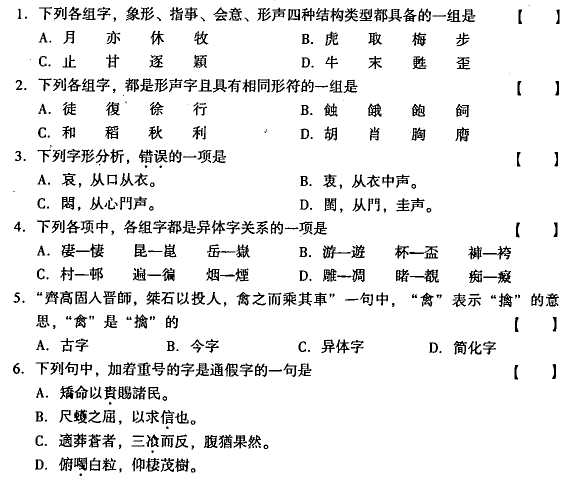 1. 下列各组字，象形、指事、会意、形声四种结构类型都具备的一组是 【 】
A. 月 亦 休 牧 B. 虎 取 梅 步
C. 止 甘 逐 穎 D. 牛 末 甦 歪
2. 下列各组字，都是形声字且具有相同形符的一组是 【 】
A. 徒 復 徐 行 B. 蝕 餓 飽 飼
C. 和 稻 秋 利 D. 胡 肖 胸 膺
3. 下列字形分析，错误的一项是 【 】
A. 哀，从口从衣。 B. 衷，从衣中声。
C. 悶，从心門声。 D. 閨，从門，圭声。
4. 下列各项中，各组字都是异体字关系的一项是 【 】
A. 凄—悽 昆—崑 岳—嶽 B. 游—遊 杯—盃 褲—袴
C. 村—邨 遍—徧 烟—煙 D. 雕—凋 睹—覩 痴—癡
5. “齊高固入晉師，桀石以投人，禽之而乘其車”一句中，“禽”表示“擒”的意
思，“禽”是“擒”的 【 】
A. 古字 B. 今字 C. 异体字 D. 简化字
6. 下列句中，加着重号的字是通假字的一句是 【 】
A. 矯命以責賜諸民。
B. 尺蠖之屈，以求信也。
C. 適莽蒼者，三飡而反，腹猶果然。
D. 俯噣白粒，仰棲茂樹。